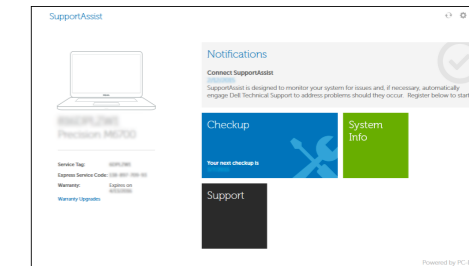 SupportAssist
Notifications
Connect SupportAssist
SupportAssist is designed to monitor your system for issues and, if necessary, automatically
engage Dell Technical Support to address problems should they occur. Register below to start
Precision M6700
Checkup
System
Info
Your next checkup is
Service Tag:
Express Service Code:
Warranty: Expires on
Warranty Upgrades
Support
Powered by PC-